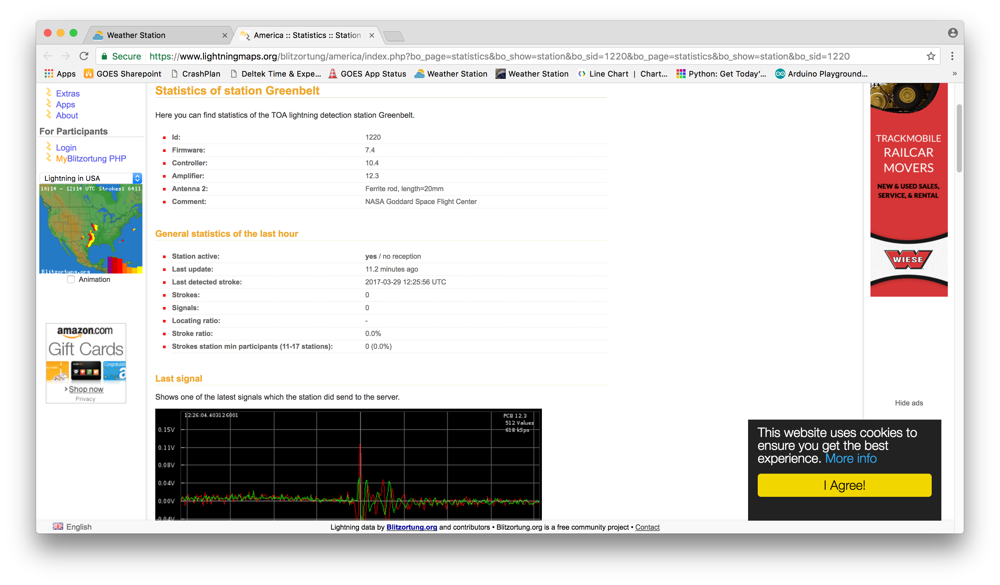 Weather Station
America :: Statistics :: Station :
Secure https://www.lightningmaps.org/blitzortung/america/index.php?bo_page=statistics&bo_show=station&bo_sid=1220&bo_page=statistics&bo_show=station&bo_sid=1220
Apps GOES Sharepoint CrashPlan Deltek Time & Expe... GOES App Status Weather Station Weather Station Line Chart | Chart... Python: Get Today'... Arduino Playground... »
Extras
Apps
About
For Participants
Login
MyBlitzortung PHP
Lightning in USA
10:14 - 12:14 UTC Strokes: 6411
Blitzortung.org
Animation
amazon.com
Gift Cards
Congratulati
> Shop now
Privacy
Statistics of station Greenbelt
Here you can find statistics of the TOA lightning detection station Greenbelt.
Id: 1220
Firmware: 7.4
Controller: 10.4
Amplifier: 12.3
Antenna 2: Ferrite rod, length=20mm
Comment: NASA Goddard Space Flight Center
General statistics of the last hour
Station active: yes / no reception
Last update: 11.2 minutes ago
Last detected stroke: 2017-03-29 12:25:56 UTC
Strokes: 0
Signals: 0
Locating ratio: -
Stroke ratio: 0.0%
Strokes station min participants (11-17 stations): 0 (0.0%)
Last signal
Shows one of the latest signals which the station did send to the server.
12:26:04.403126001
PCB 12.3
512 Values
618 kSps
0.15V
0.11V
0.08V
0.04V
0.00V
-0.04V
TRACKMOBILE
RAILCAR
MOVERS
NEW & USED SALES,
SERVICE, & RENTAL
WIESE
Hide ads
This website uses cookies to
ensure you get the best
experience. More info
I Agree!
English
Lightning data by Blitzortung.org and contributors • Blitzortung.org is a free community project • Contact